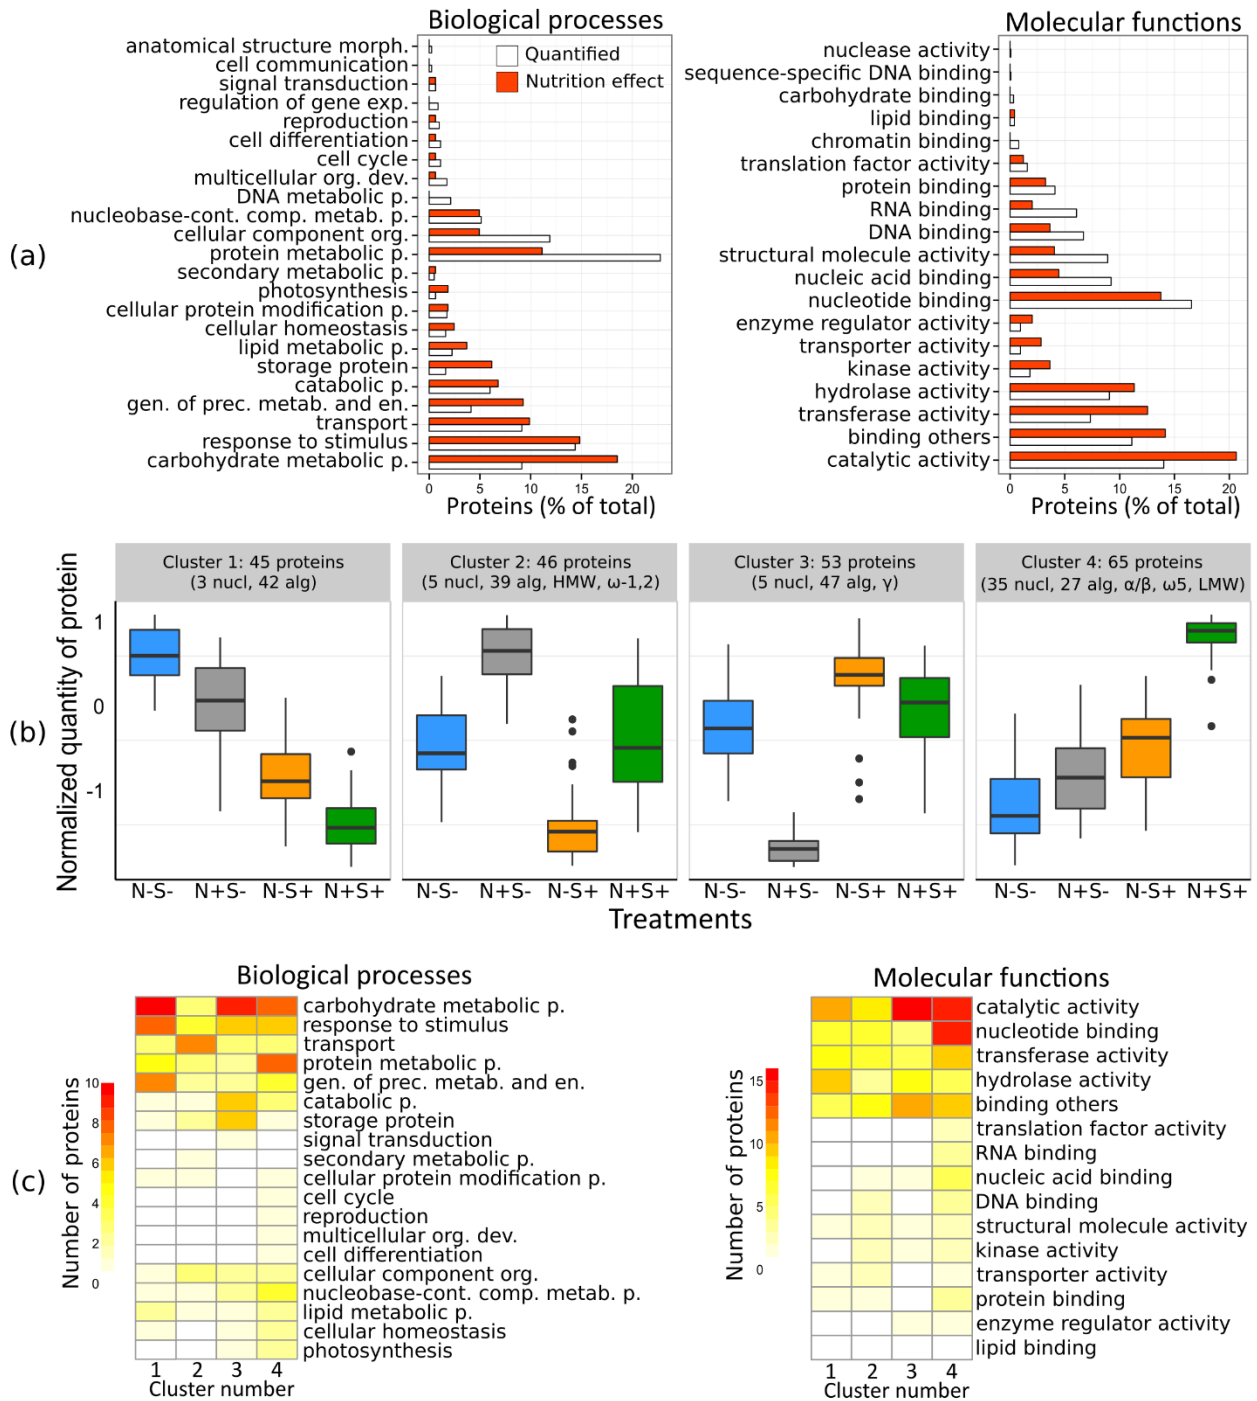 Biological processes
anatomical structure morph.
cell communication
signal transduction
regulation of gene exp.
reproduction
cell differentiation
cell cycle
multicellular org. dev.
DNA metabolic p.
nucleobase-cont. comp. metab. p.
cellular component org.
protein metabolic p.
secondary metabolic p.
photosynthesis
cellular protein modification p.
cellular homeostasis
lipid metabolic p.
storage protein
catabolic p.
gen. of prec. metab. and en.
transport
response to stimulus
carbohydrate metabolic p.
Quantified
Nutrition effect
0 5 10 15 20
Proteins (% of total)
(a)
Molecular functions
nuclease activity
sequence-specific DNA binding
carbohydrate binding
lipid binding
chromatin binding
translation factor activity
protein binding
RNA binding
DNA binding
structural molecule activity
nucleic acid binding
nucleotide binding
enzyme regulator activity
transporter activity
kinase activity
hydrolase activity
transferase activity
binding others
catalytic activity
0 5 10 15 20
Proteins (% of total)
(b)
Normalized quantity of protein
1
0
-1
Cluster 1: 45 proteins
(3 nucl, 42 alg)
Cluster 2: 46 proteins
(5 nucl, 39 alg, HMW, ω-1,2)
Cluster 3: 53 proteins
(5 nucl, 47 alg, γ)
Cluster 4: 65 proteins
(35 nucl, 27 alg, α/β, ω5, LMW)
N-S- N+S- N-S+ N+S+
N-S- N+S- N-S+ N+S+
N-S- N+S- N-S+ N+S+
N-S- N+S- N-S+ N+S+
Treatments
(c)
Biological processes
Number of proteins
10
8
6
4
2
0
carbohydrate metabolic p.
response to stimulus
transport
protein metabolic p.
gen. of prec. metab. and en.
catabolic p.
storage protein
signal transduction
secondary metabolic p.
cellular protein modification p.
cell cycle
reproduction
multicellular org. dev.
cell differentiation
cellular component org.
nucleobase-cont. comp. metab. p.
lipid metabolic p.
cellular homeostasis
photosynthesis
1 2 3 4
Cluster number
Molecular functions
Number of proteins
15
10
5
0
catalytic activity
nucleotide binding
transferase activity
hydrolase activity
binding others
translation factor activity
RNA binding
nucleic acid binding
DNA binding
structural molecule activity
kinase activity
transporter activity
protein binding
enzyme regulator activity
lipid binding
1 2 3 4
Cluster number